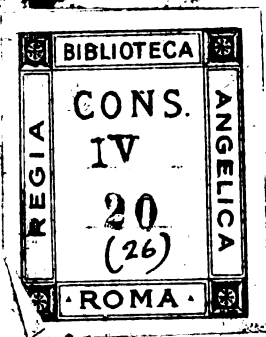 BIBLIOTECA
REGIA
ANGELICA
CONS.
IV
20
(26)
· ROMA ·